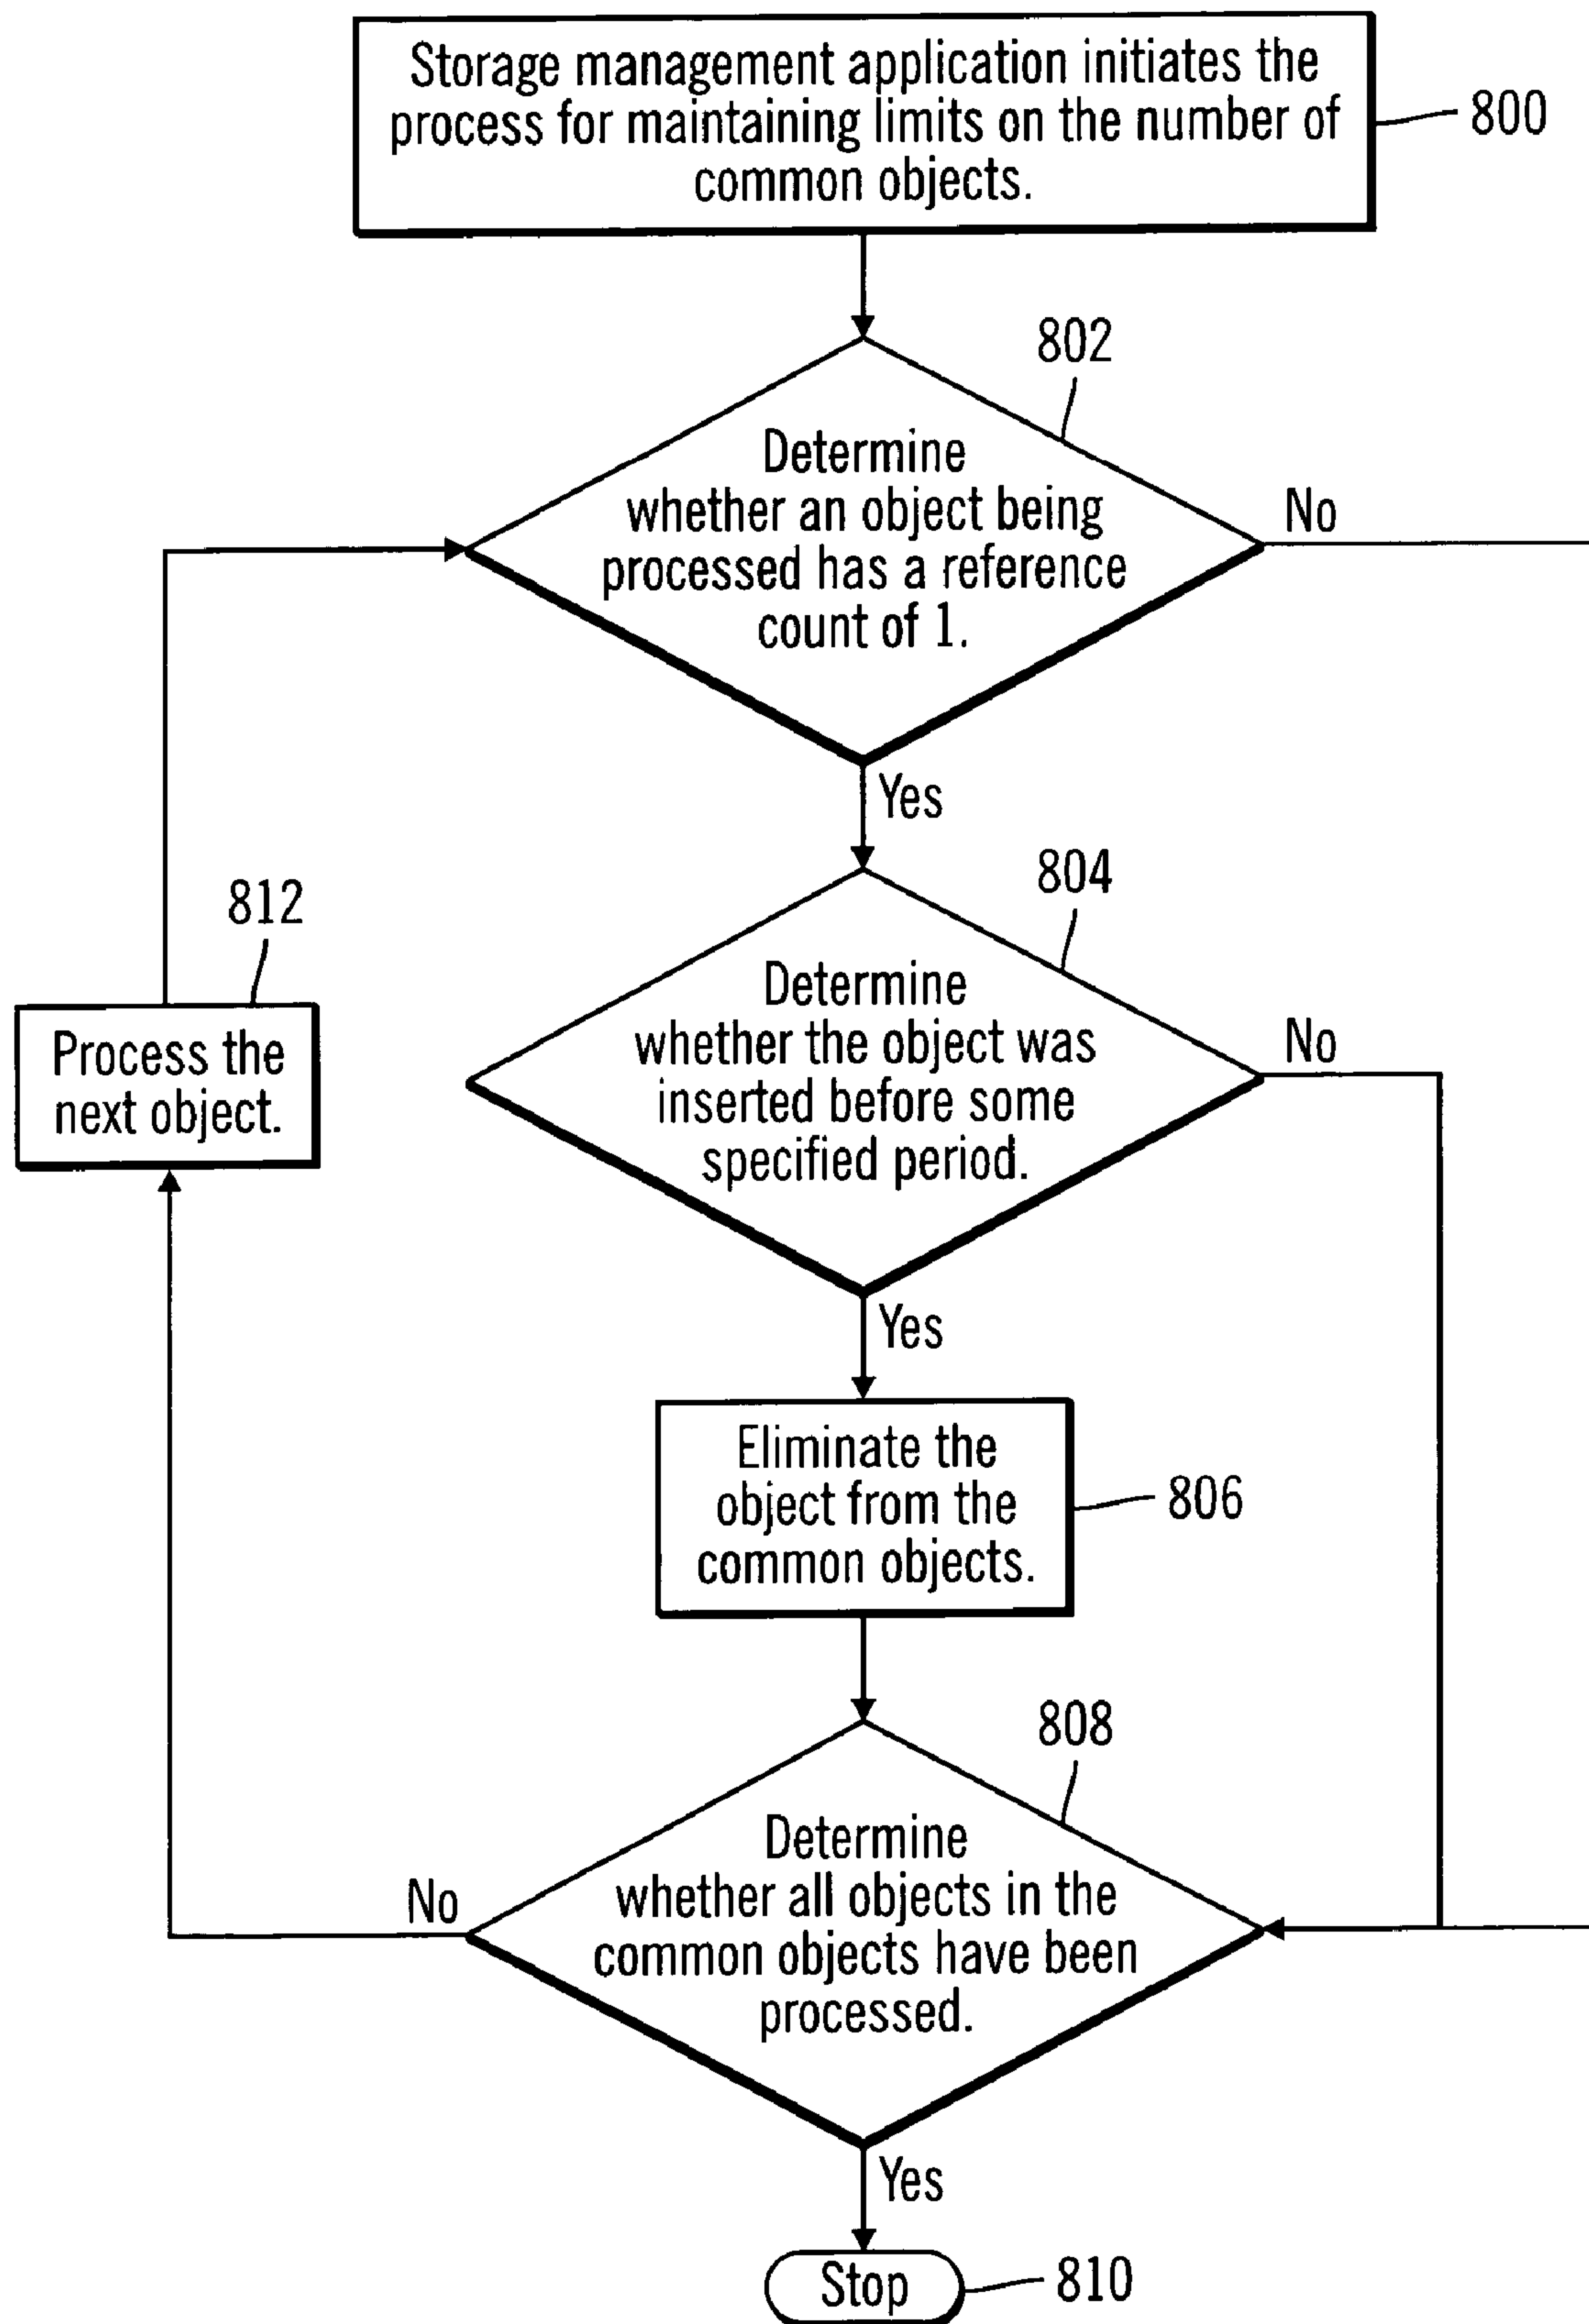 Storage management application initiates the
process for maintaining limits on the number of
common objects.
800
802
Determine
whether an object being
processed has a reference
count of 1.
No
Yes
804
812
Determine
whether the object was
inserted before some
specified period.
No
Process the
next object.
Yes
Eliminate the
object from the
common objects.
806
808
Determine
whether all objects in the
common objects have been
processed.
No
Yes
Stop
810